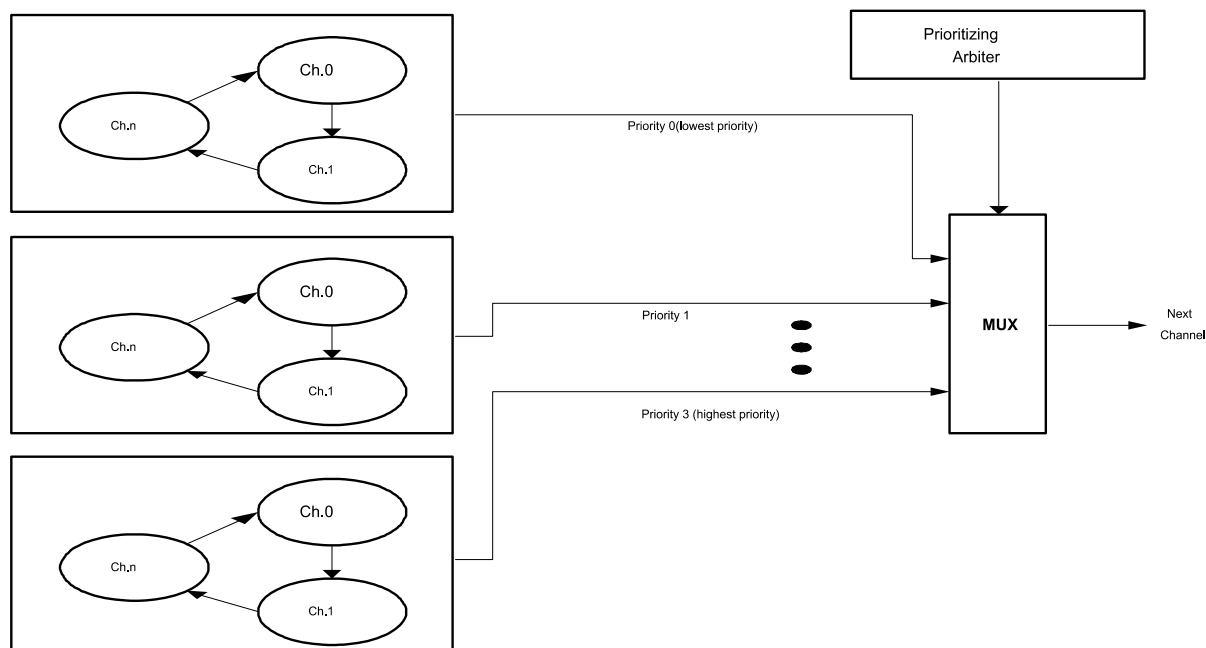 Ch.0
Ch.n
Ch.1
Priority 0(lowest priority)
Prioritizing
Arbiter
Ch.0
Ch.n
Ch.1
Priority 1
MUX
Next
Channel
Priority 3 (highest priority)
Ch.0
Ch.n
Ch.1